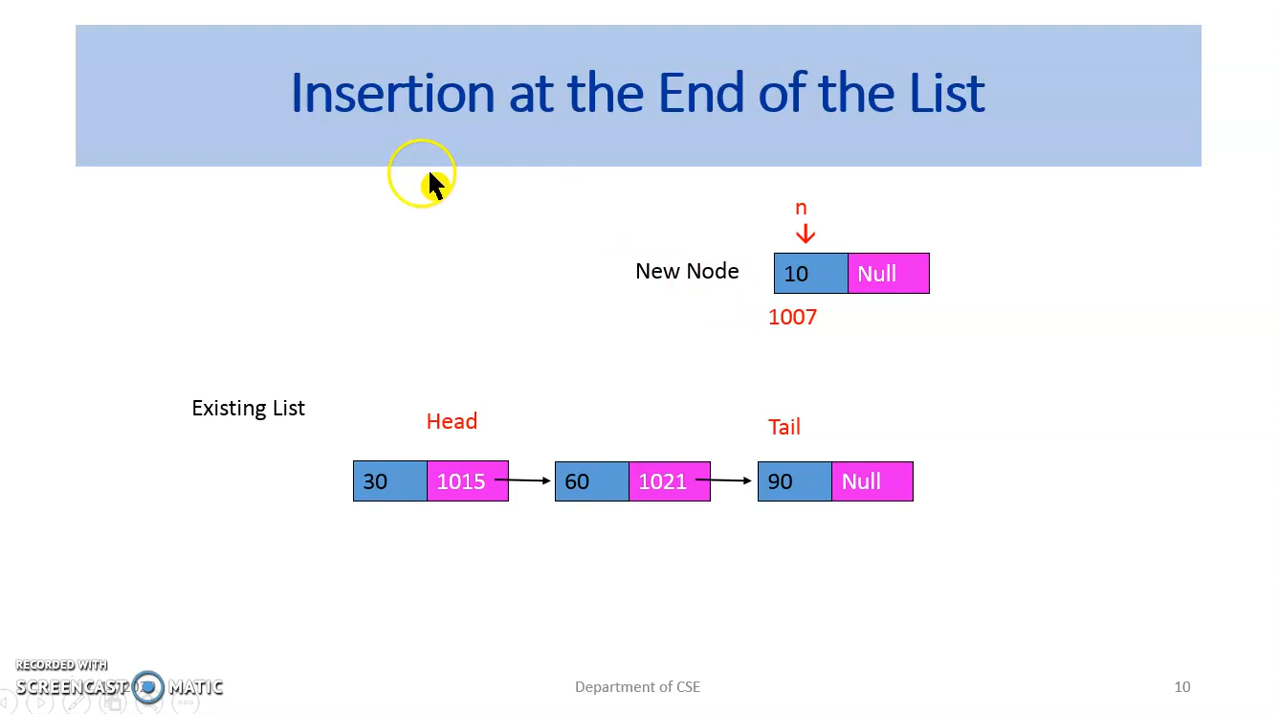 Insertion at the End of the List
n
New Node 10 Null
1007
Existing List
Head Tail
30 1015 60 1021 90 Null
RECORDED WITH
SCREENCAST MATIC
Department of CSE 10